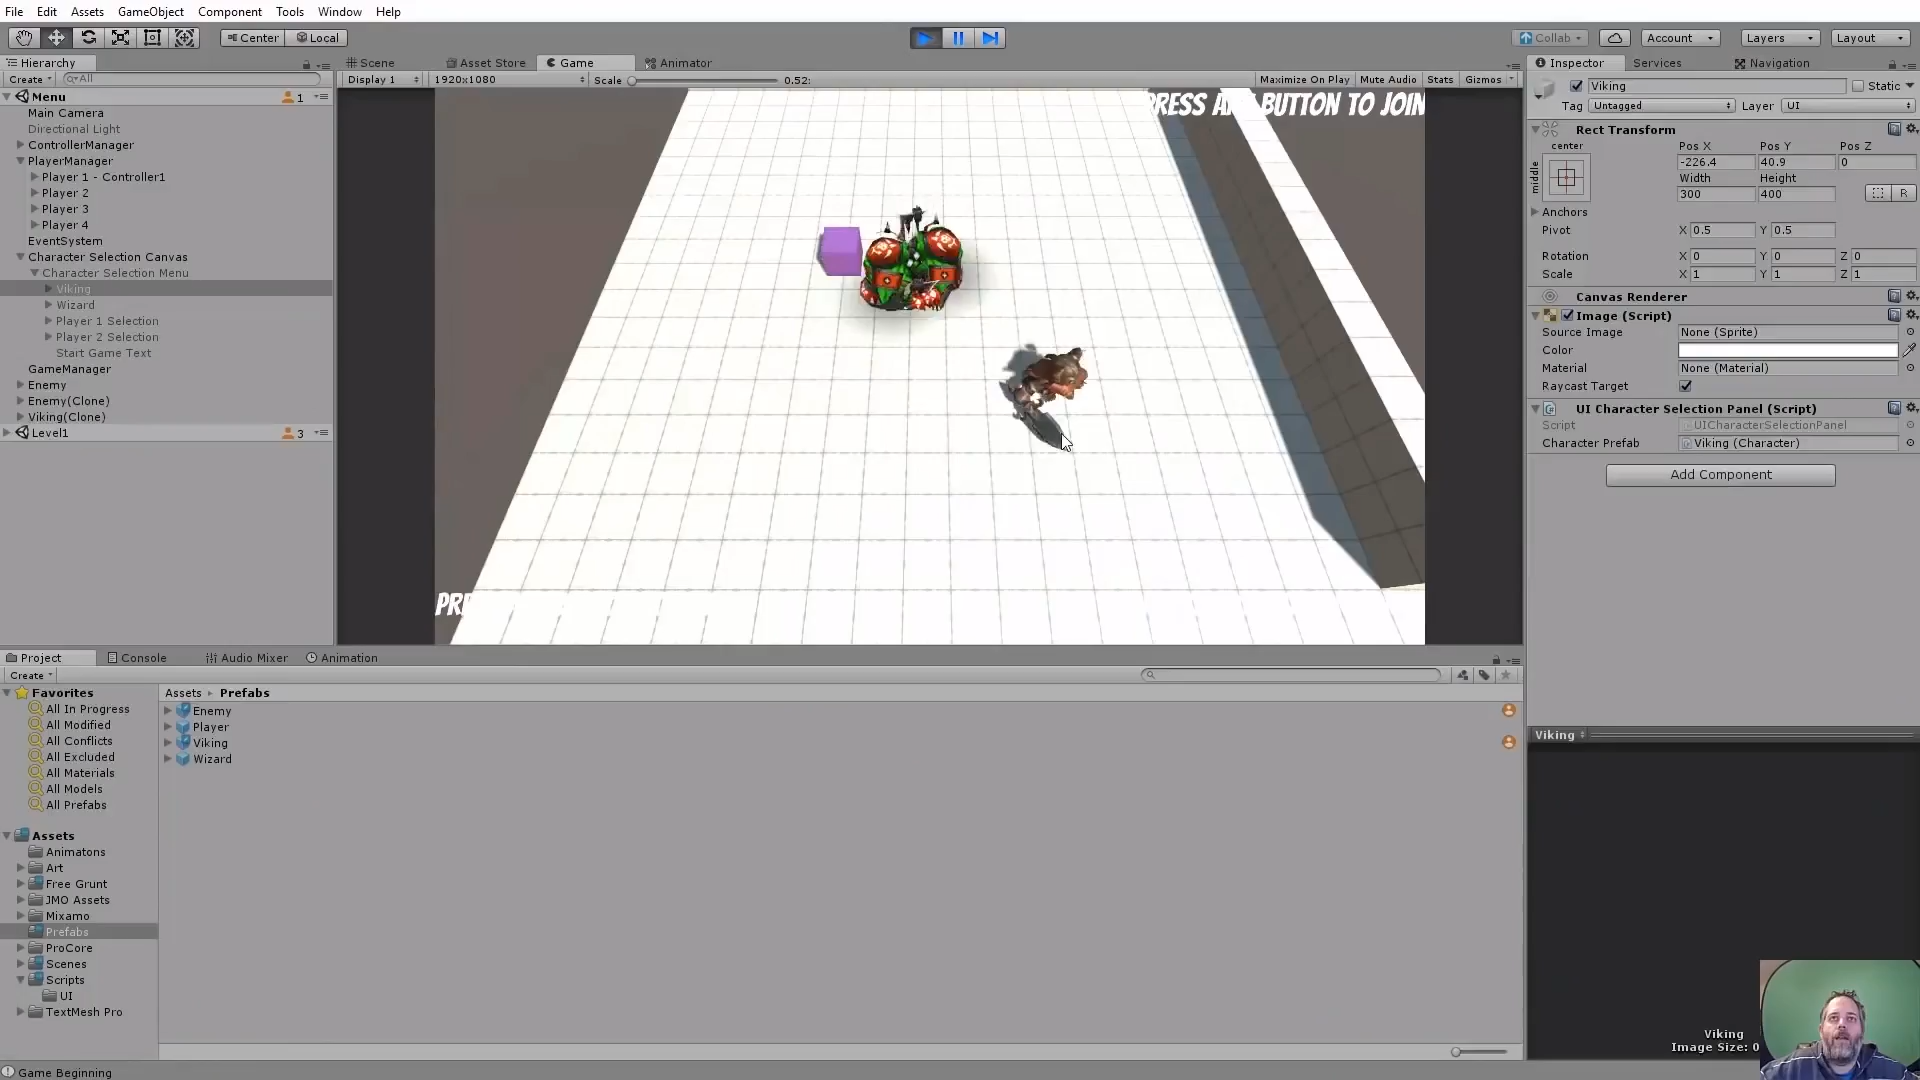 File Edit Assets GameObject Component Tools Window Help
Center Local Collab Account Layers Layout
Hierarchy
Create All
Menu 1
Main Camera
Directional Light
ControllerManager
PlayerManager
Player 1 - Controller1
Player 2
Player 3
Player 4
EventSystem
Character Selection Canvas
Character Selection Menu
Viking
Wizard
Player 1 Selection
Player 2 Selection
Start Game Text
GameManager
Enemy
Enemy(Clone)
Viking(Clone)
Level1 3
Scene Asset Store Game Animator
Display 1 1920x1080 Scale 0.52: Maximize On Play Mute Audio Stats Gizmos
PRESS ANY BUTTON TO JOIN
Inspector Services Navigation
Viking Static
Tag Untagged Layer UI
Rect Transform
center Pos X Pos Y Pos Z
middle -226.4 40.9 0
Width Height
300 400 R
Anchors
Pivot X 0.5 Y 0.5
Rotation X 0 Y 0 Z 0
Scale X 1 Y 1 Z 1
Canvas Renderer
Image (Script)
Source Image None (Sprite)
Color
Material None (Material)
Raycast Target
UI Character Selection Panel (Script)
Script UICharacterSelectionPanel
Character Prefab Viking (Character)
Add Component
Project Console Audio Mixer Animation
Create
Favorites
All In Progress
All Modified
All Conflicts
All Excluded
All Materials
All Models
All Prefabs
Assets
Animatons
Art
Free Grunt
JMO Assets
Mixamo
Prefabs
ProCore
Scenes
Scripts
UI
TextMesh Pro
Assets Prefabs
Enemy
Player
Viking
Wizard
Viking
Viking
Image Size: 0
Game Beginning